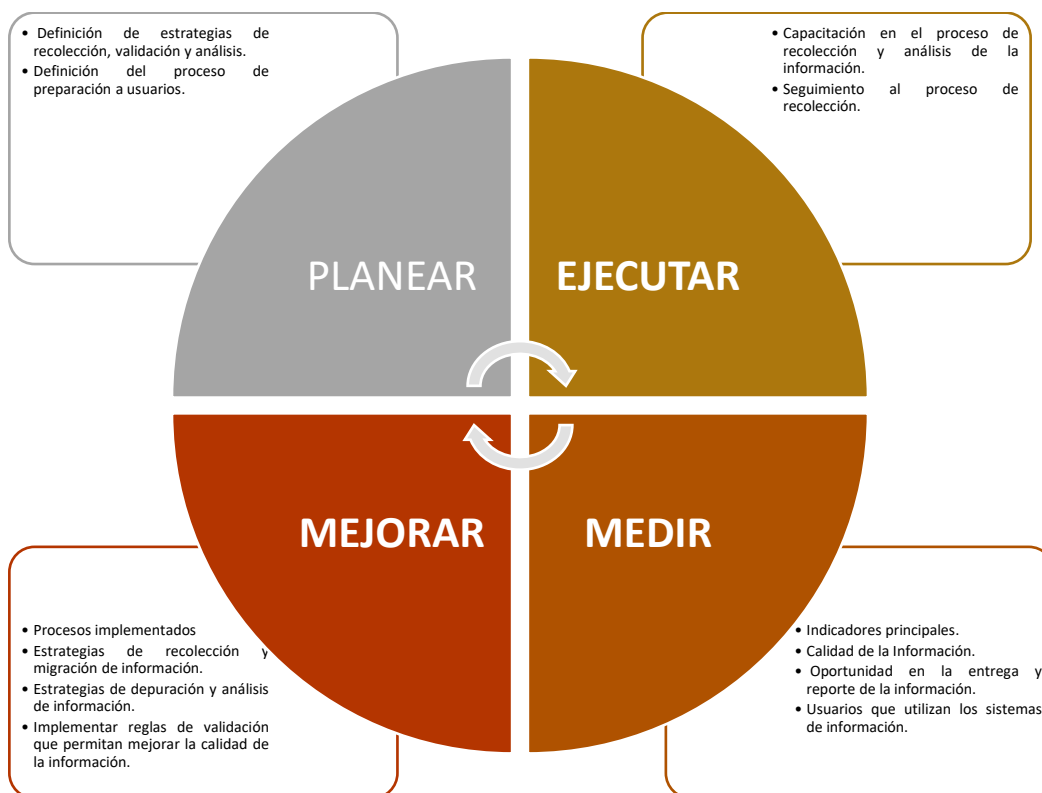 • Definición de estrategias de
recolección, validación y análisis.
• Definición del proceso de
preparación a usuarios.
• Capacitación en el proceso de
recolección y análisis de la
información.
• Seguimiento al proceso de
recolección.
PLANEAR
EJECUTAR
MEJORAR
MEDIR
• Procesos implementados
• Estrategias de recolección y
migración de información.
• Estrategias de depuración y análisis
de información.
• Implementar reglas de validación
que permitan mejorar la calidad de
la información.
• Indicadores principales.
• Calidad de la Información.
• Oportunidad en la entrega y
reporte de la información.
• Usuarios que utilizan los sistemas
de información.